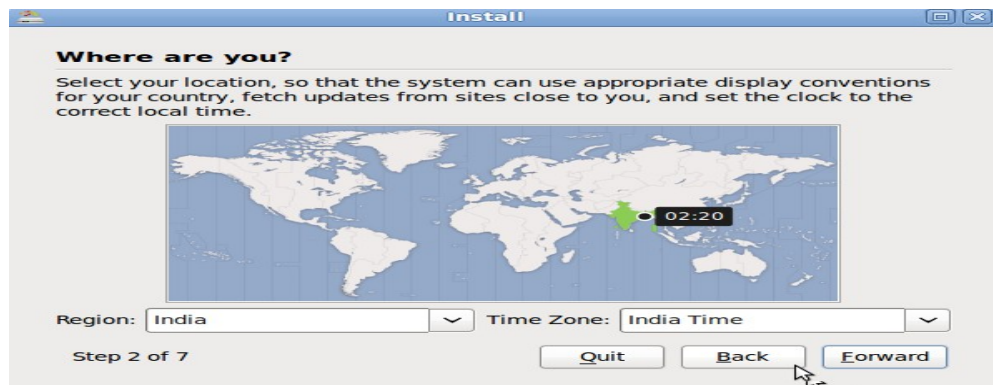 Install
Where are you?
Select your location, so that the system can use appropriate display conventions
for your country, fetch updates from sites close to you, and set the clock to the
correct local time.
02:20
Region: India Time Zone: India Time
Step 2 of 7 Quit Back Forward